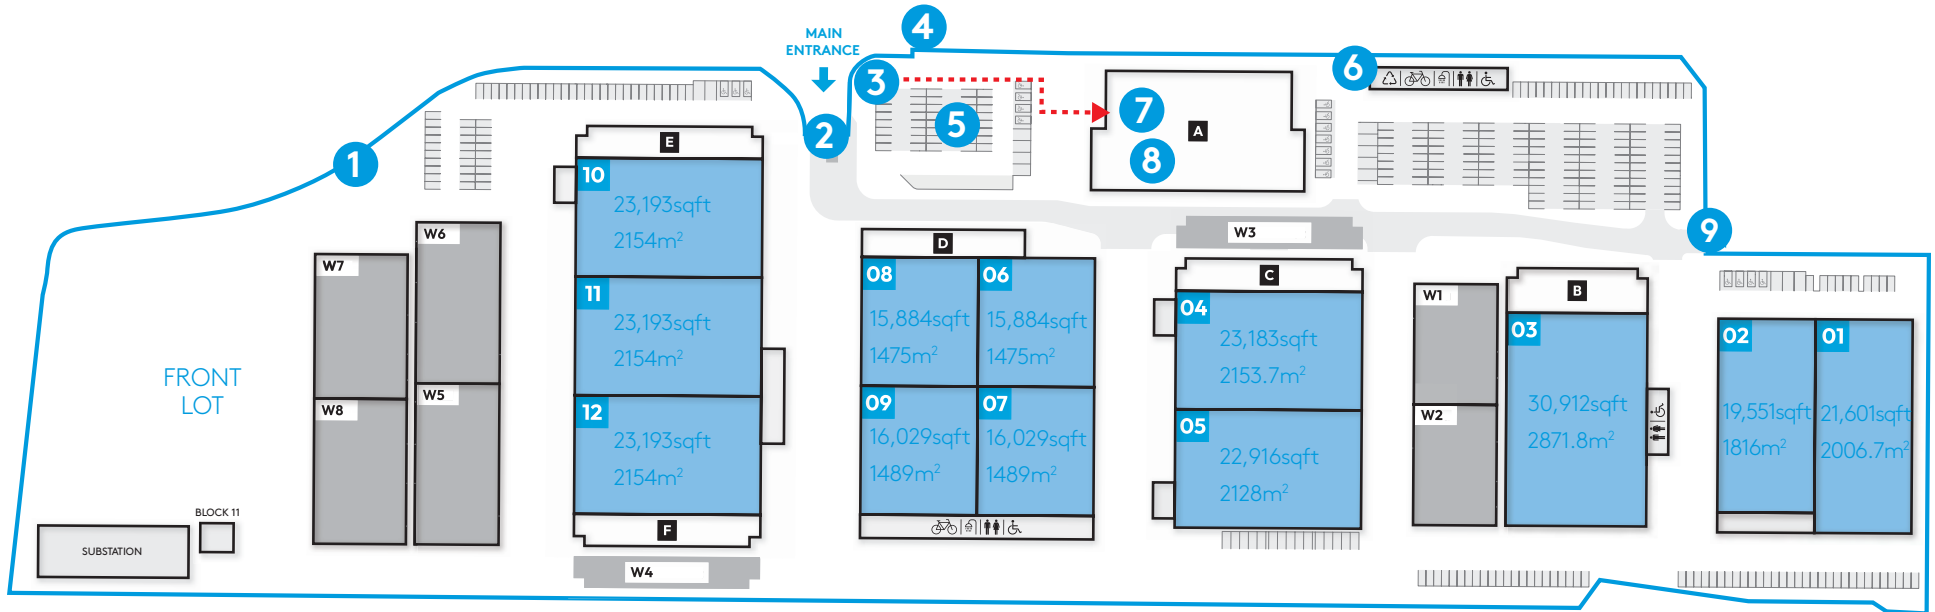 4
MAIN
ENTRANCE
3
6
5
7
A
2
8
1
E
10
23,193sqft
2154m²
11
23,193sqft
2154m²
12
23,193sqft
2154m²
F
W4
W7
W6
W8
W5
FRONT
LOT
BLOCK 11
SUBSTATION
D
08
15,884sqft
1475m²
06
15,884sqft
1475m²
09
16,029sqft
1489m²
07
16,029sqft
1489m²
W3
C
04
23,183sqft
2153.7m²
05
22,916sqft
2128m²
9
W1
W2
B
03
30,912sqft
2871.8m²
02
19,551sqft
1816m²
01
21,601sqft
2006.7m²